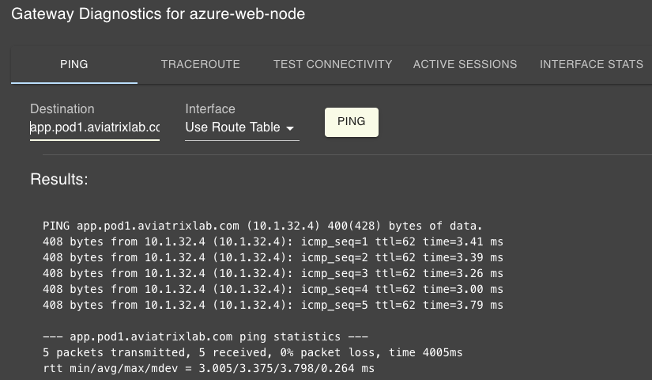 Gateway Diagnostics for azure-web-node
PING TRACEROUTE TEST CONNECTIVITY ACTIVE SESSIONS INTERFACE STATS
Destination Interface
app.pod1.aviatrixlab.cc Use Route Table PING
Results:
PING app.pod1.aviatrixlab.com (10.1.32.4) 400(428) bytes of data.
408 bytes from 10.1.32.4 (10.1.32.4): icmp_seq=1 ttl=62 time=3.41 ms
408 bytes from 10.1.32.4 (10.1.32.4): icmp_seq=2 ttl=62 time=3.39 ms
408 bytes from 10.1.32.4 (10.1.32.4): icmp_seq=3 ttl=62 time=3.26 ms
408 bytes from 10.1.32.4 (10.1.32.4): icmp_seq=4 ttl=62 time=3.00 ms
408 bytes from 10.1.32.4 (10.1.32.4): icmp_seq=5 ttl=62 time=3.79 ms
--- app.pod1.aviatrixlab.com ping statistics ---
5 packets transmitted, 5 received, 0% packet loss, time 4005ms
rtt min/avg/max/mdev = 3.005/3.375/3.798/0.264 ms